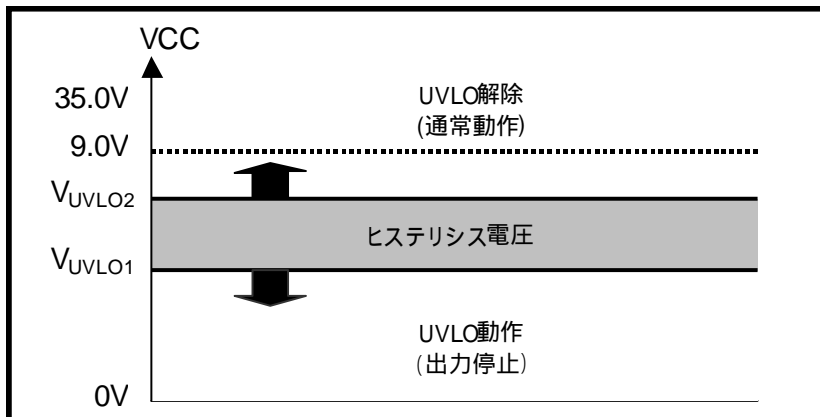 VCC
35.0V
UVLO解除
(通常動作)
9.0V
VUVLO2
ヒステリシス電圧
VUVLO1
UVLO動作
(出力停止)
0V